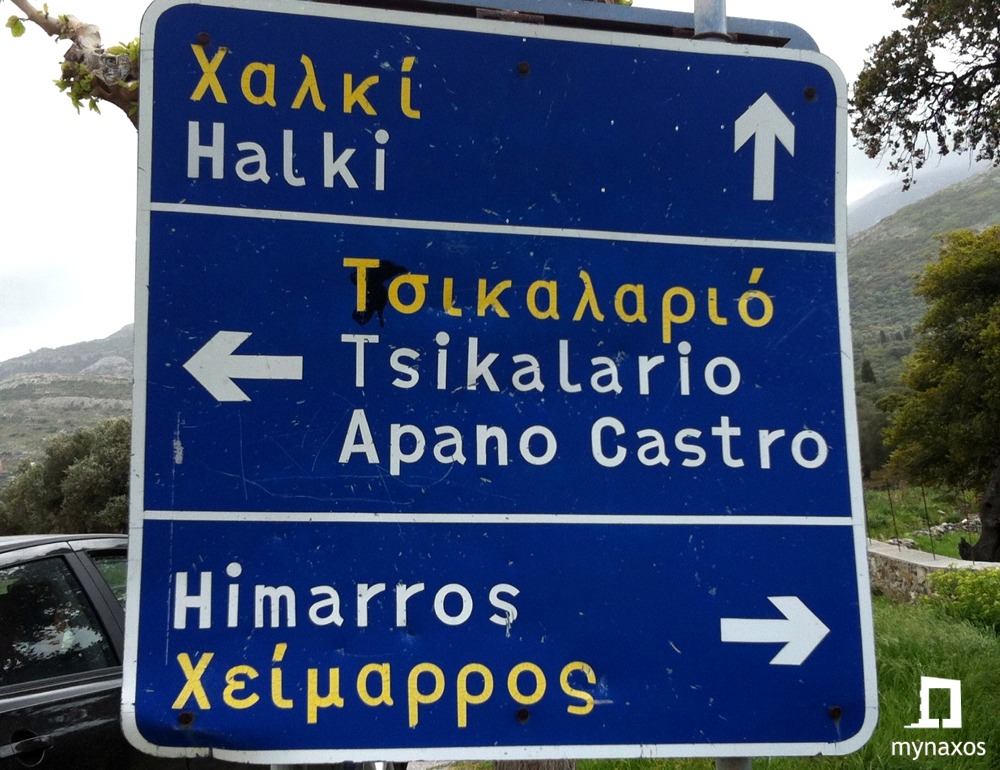 Χαλκί
Halki
Τσικαλαριό
Tsikalario
Apano Castro
Himarros
Χείμαρρος
mynaxos